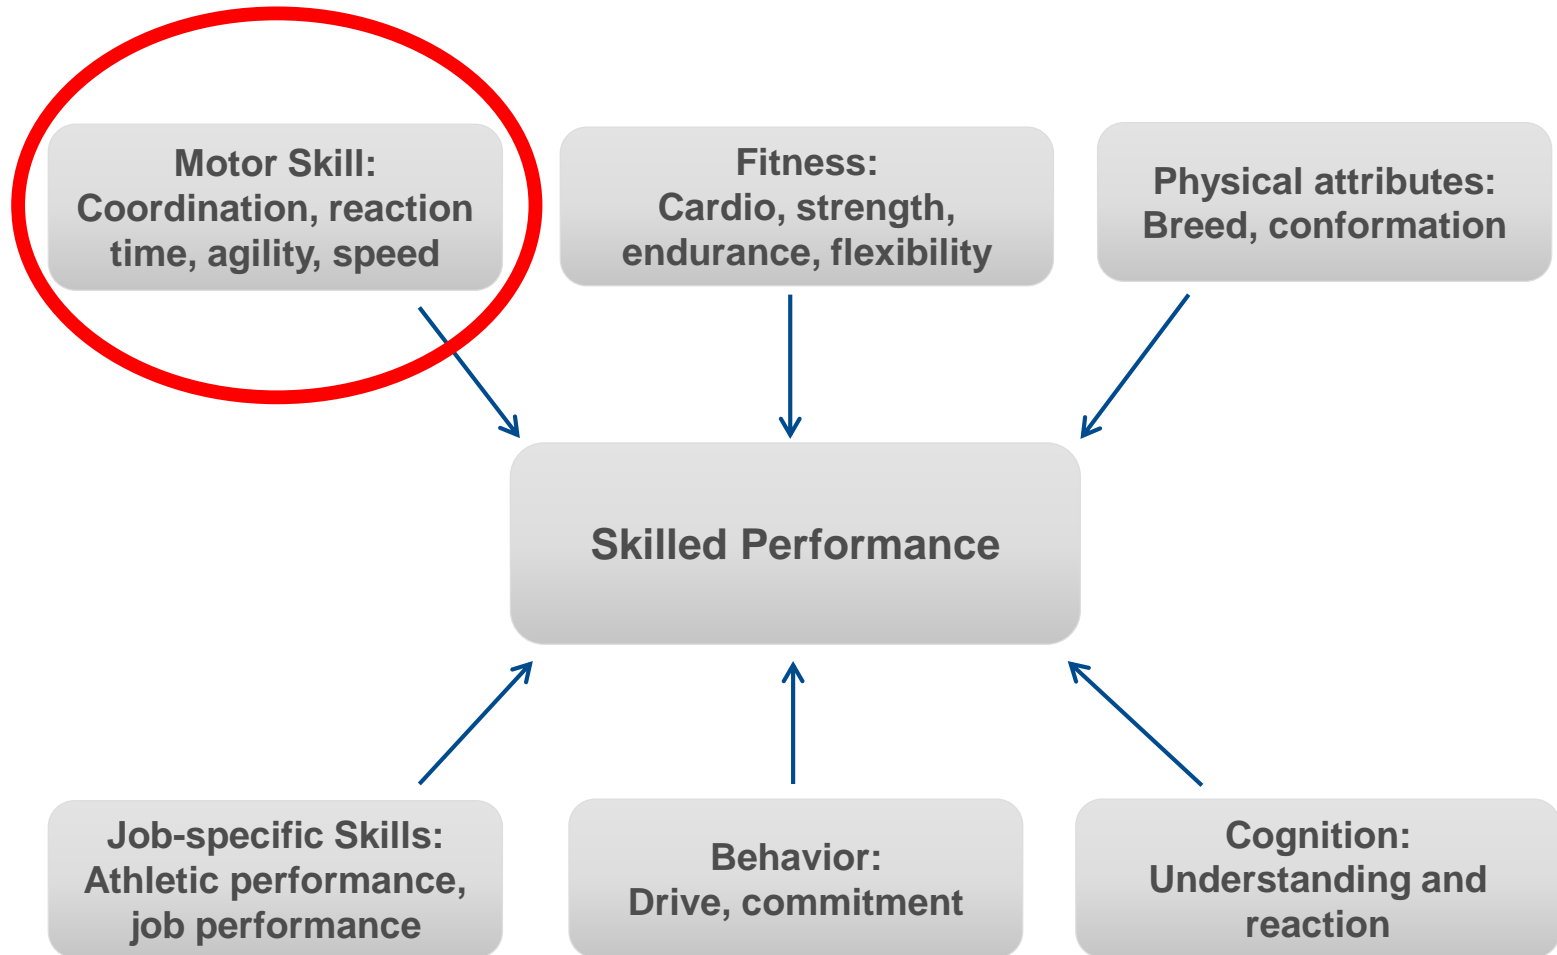 Motor Skill:
Coordination, reaction
time, agility, speed
Fitness:
Cardio, strength,
endurance, flexibility
Physical attributes:
Breed, conformation
Skilled Performance
Job-specific Skills:
Athletic performance,
job performance
Behavior:
Drive, commitment
Cognition:
Understanding and
reaction